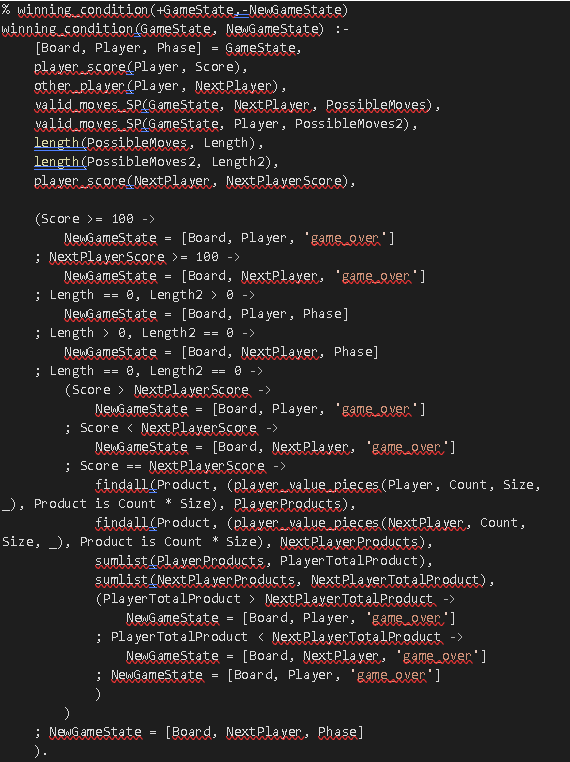 % winning_condition(+GameState,-NewGameState)
winning_condition(GameState, NewGameState) :-
    [Board, Player, Phase] = GameState,
    player_score(Player, Score),
    other_player(Player, NextPlayer),
    valid_moves_SP(GameState, NextPlayer, PossibleMoves),
    valid_moves_SP(GameState, Player, PossibleMoves2),
    length(PossibleMoves, Length),
    length(PossibleMoves2, Length2),
    player_score(NextPlayer, NextPlayerScore),

    (Score >= 100 ->
        NewGameState = [Board, Player, 'game_over']
    ; NextPlayerScore >= 100 ->
        NewGameState = [Board, NextPlayer, 'game_over']
    ; Length == 0, Length2 > 0 ->
        NewGameState = [Board, Player, Phase]
    ; Length > 0, Length2 == 0 ->
        NewGameState = [Board, NextPlayer, Phase]
    ; Length == 0, Length2 == 0 ->
        (Score > NextPlayerScore ->
            NewGameState = [Board, Player, 'game_over']
        ; Score < NextPlayerScore ->
            NewGameState = [Board, NextPlayer, 'game_over']
        ; Score == NextPlayerScore ->
            findall(Product, (player_value_pieces(Player, Count, Size,
_), Product is Count * Size), PlayerProducts),
            findall(Product, (player_value_pieces(NextPlayer, Count,
Size, _), Product is Count * Size), NextPlayerProducts),
            sumlist(PlayerProducts, PlayerTotalProduct),
            sumlist(NextPlayerProducts, NextPlayerTotalProduct),
            (PlayerTotalProduct > NextPlayerTotalProduct ->
                NewGameState = [Board, Player, 'game_over']
            ; PlayerTotalProduct < NextPlayerTotalProduct ->
                NewGameState = [Board, NextPlayer, 'game_over']
            ; NewGameState = [Board, Player, 'game_over']
            )
        )
    ; NewGameState = [Board, NextPlayer, Phase]
    ).